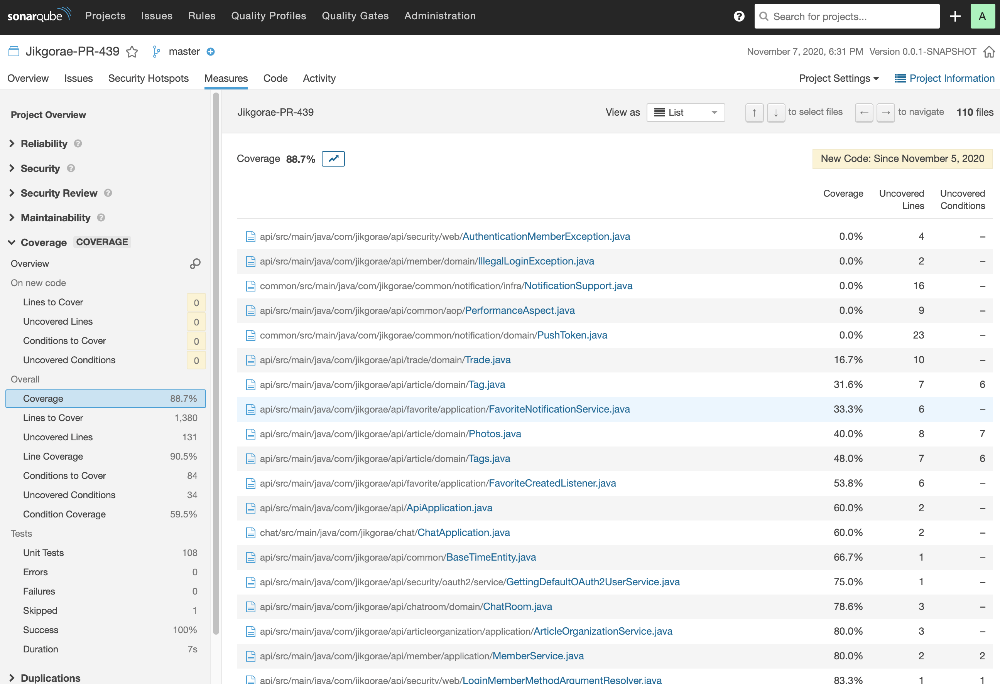 sonarqube Projects Issues Rules Quality Profiles Quality Gates Administration ? Search for projects... + A
Jikgorae-PR-439 master November 7, 2020, 6:31 PM Version 0.0.1-SNAPSHOT
Overview Issues Security Hotspots Measures Code Activity Project Settings Project Information
Project Overview
Reliability ?
Security ?
Security Review ?
Maintainability ?
Coverage COVERAGE
Overview
On new code
Lines to Cover 0
Uncovered Lines 0
Conditions to Cover 0
Uncovered Conditions 0
Overall
Coverage 88.7%
Lines to Cover 1,380
Uncovered Lines 131
Line Coverage 90.5%
Conditions to Cover 84
Uncovered Conditions 34
Condition Coverage 59.5%
Tests
Unit Tests 108
Errors 0
Failures 0
Skipped 1
Success 100%
Duration 7s
Duplications
Jikgorae-PR-439 View as List ↑ ↓ to select files ← → to navigate 110 files
Coverage 88.7% New Code: Since November 5, 2020
Coverage Uncovered Uncovered
Lines Conditions
api/src/main/java/com/jikgorae/api/security/web/AuthenticationMemberException.java 0.0% 4 –
api/src/main/java/com/jikgorae/api/member/domain/IllegalLoginException.java 0.0% 2 –
common/src/main/java/com/jikgorae/common/notification/infra/NotificationSupport.java 0.0% 16 –
api/src/main/java/com/jikgorae/api/common/aop/PerformanceAspect.java 0.0% 9 –
common/src/main/java/com/jikgorae/common/notification/domain/PushToken.java 0.0% 23 –
api/src/main/java/com/jikgorae/api/trade/domain/Trade.java 16.7% 10 –
api/src/main/java/com/jikgorae/api/article/domain/Tag.java 31.6% 7 6
api/src/main/java/com/jikgorae/api/favorite/application/FavoriteNotificationService.java 33.3% 6 –
api/src/main/java/com/jikgorae/api/article/domain/Photos.java 40.0% 8 7
api/src/main/java/com/jikgorae/api/article/domain/Tags.java 48.0% 7 6
api/src/main/java/com/jikgorae/api/favorite/application/FavoriteCreatedListener.java 53.8% 6 –
api/src/main/java/com/jikgorae/api/ApiApplication.java 60.0% 2 –
chat/src/main/java/com/jikgorae/chat/ChatApplication.java 60.0% 2 –
api/src/main/java/com/jikgorae/api/common/BaseTimeEntity.java 66.7% 1 –
api/src/main/java/com/jikgorae/api/security/oauth2/service/GettingDefaultOAuth2UserService.java 75.0% 1 –
api/src/main/java/com/jikgorae/api/chatroom/domain/ChatRoom.java 78.6% 3 –
api/src/main/java/com/jikgorae/api/articleorganization/application/ArticleOrganizationService.java 80.0% 3 –
api/src/main/java/com/jikgorae/api/member/application/MemberService.java 80.0% 2 2
api/src/main/java/com/jikgorae/api/security/web/LoginMemberMethodArgumentResolver.java 83.3% 1 1